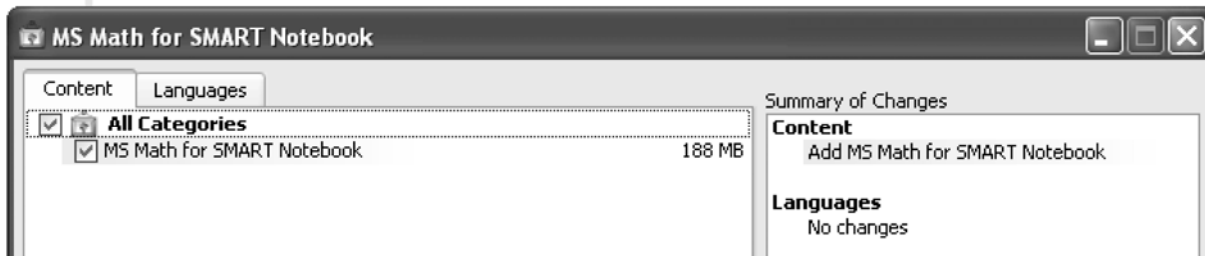 MS Math for SMART Notebook
Content Languages
All Categories
MS Math for SMART Notebook 188 MB
Summary of Changes
Content
Add MS Math for SMART Notebook
Languages
No changes